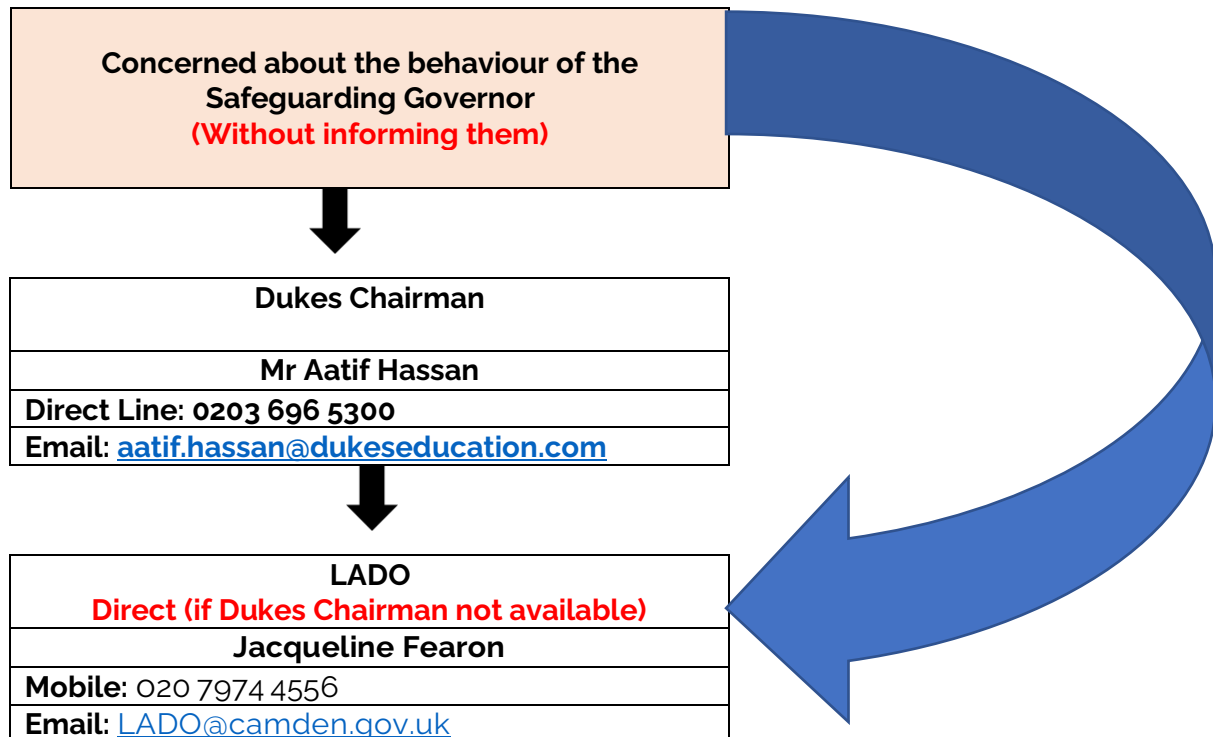 Concerned about the behaviour of the
Safeguarding Governor
(Without informing them)
Dukes Chairman
Mr Aatif Hassan
Direct Line: 0203 696 5300
Email: aatif.hassan@dukeseducation.com
LADO
Direct (if Dukes Chairman not available)
Jacqueline Fearon
Mobile: 020 7974 4556
Email: LADO@camden.gov.uk